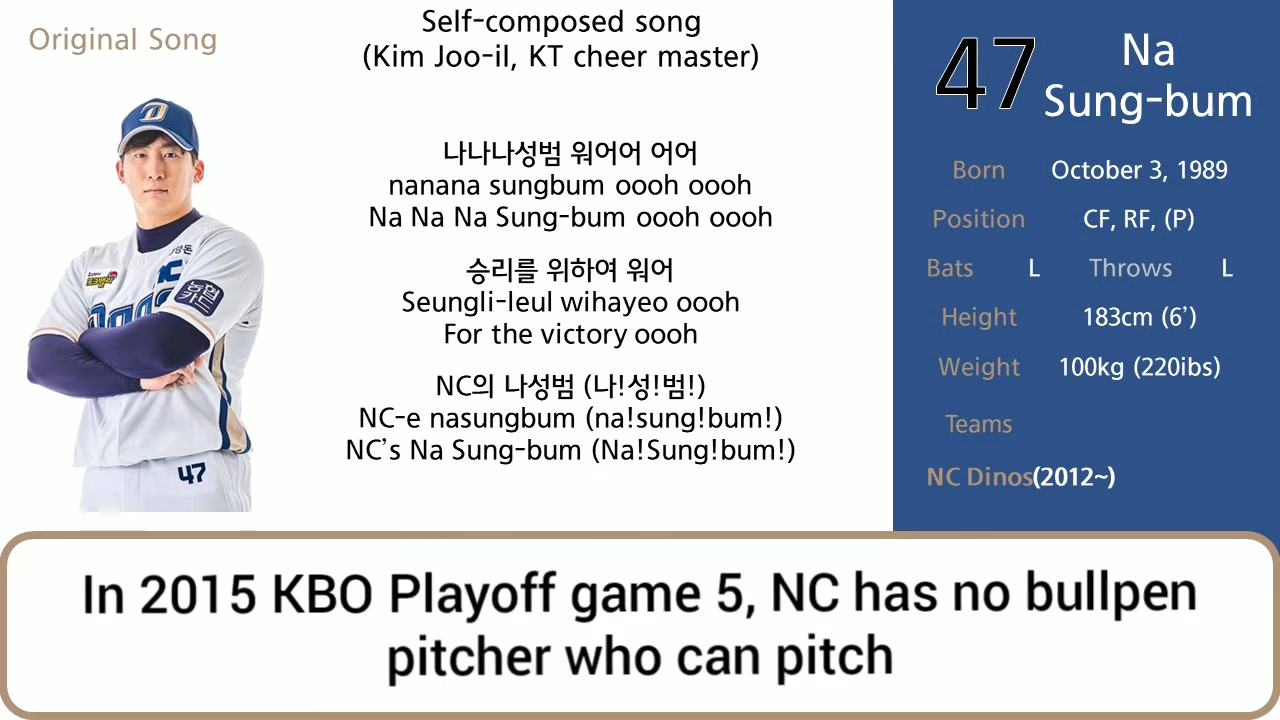 Original Song
Self-composed song
(Kim Joo-il, KT cheer master)
나나나성범 워어어 어어
nanana sungbum oooh oooh
Na Na Na Sung-bum oooh oooh
승리를 위하여 워어
Seungli-leul wihayeo oooh
For the victory oooh
NC의 나성범 (나!성!범!)
NC-e nasungbum (na!sung!bum!)
NC’s Na Sung-bum (Na!Sung!bum!)
47
Na
Sung-bum
Born October 3, 1989
Position CF, RF, (P)
Bats L Throws L
Height 183cm (6’)
Weight 100kg (220ibs)
Teams
NC Dinos(2012~)
농협
카드
47
In 2015 KBO Playoff game 5, NC has no bullpen
pitcher who can pitch